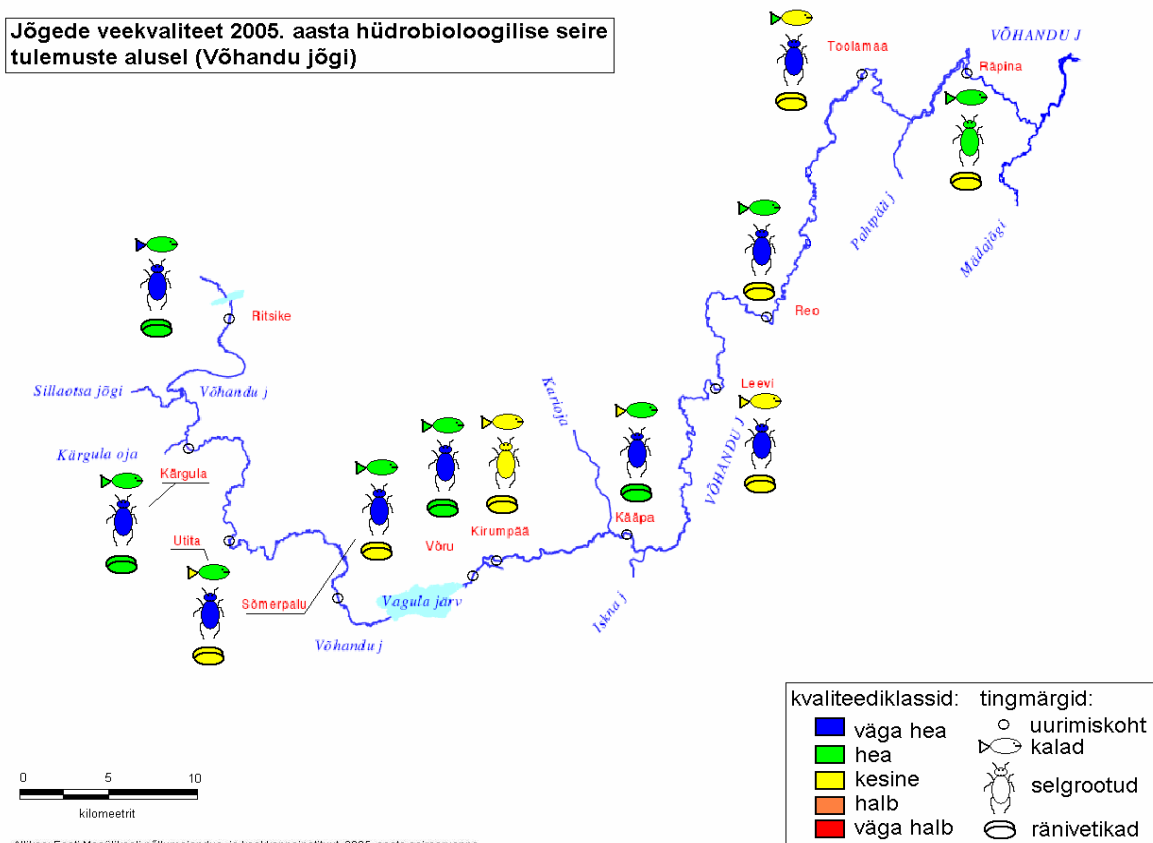 Jõgede veekvaliteet 2005. aasta hüdrobioloogilise seire
tulemuste alusel (Võhandu jõgi)
VÕHANDU J
Toolamaa
Räpina
Pahtpää j
Mädajõgi
Reo
Ritsike
Sillaotsa jõgi
Võhandu j
Leevi
Karioja
VÕHANDU J
Kärgula oja
Kärgula
Kääpa
Kirumpää
Võru
Utita
Sõmerpalu
Vagula järv
Iskna j
Võhandu j
kvaliteediklassid:
väga hea
hea
kesine
halb
väga halb
tingmärgid:
uurimiskoht
kalad
selgrootud
ränivetikad
0 5 10
kilomeetrit